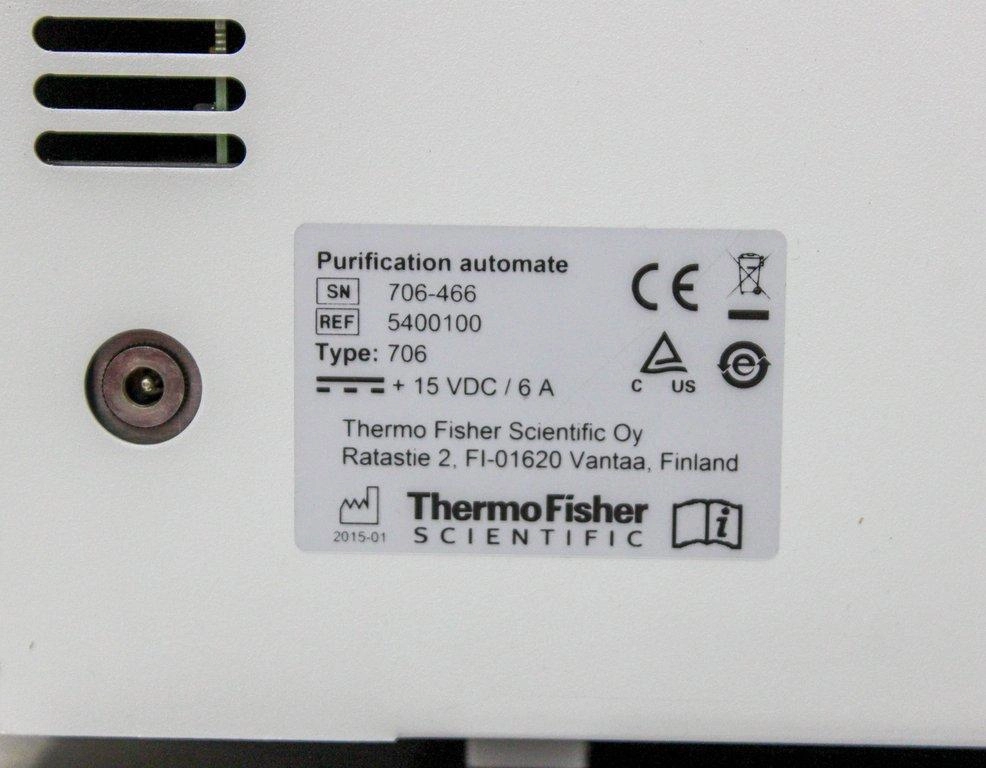 Purification automate
SN 706-466
REF 5400100
Type: 706
+ 15 VDC / 6 A
CE
C US
e
Thermo Fisher Scientific Oy
Ratastie 2, FI-01620 Vantaa, Finland
2015-01
ThermoFisher
SCIENTIFIC
i